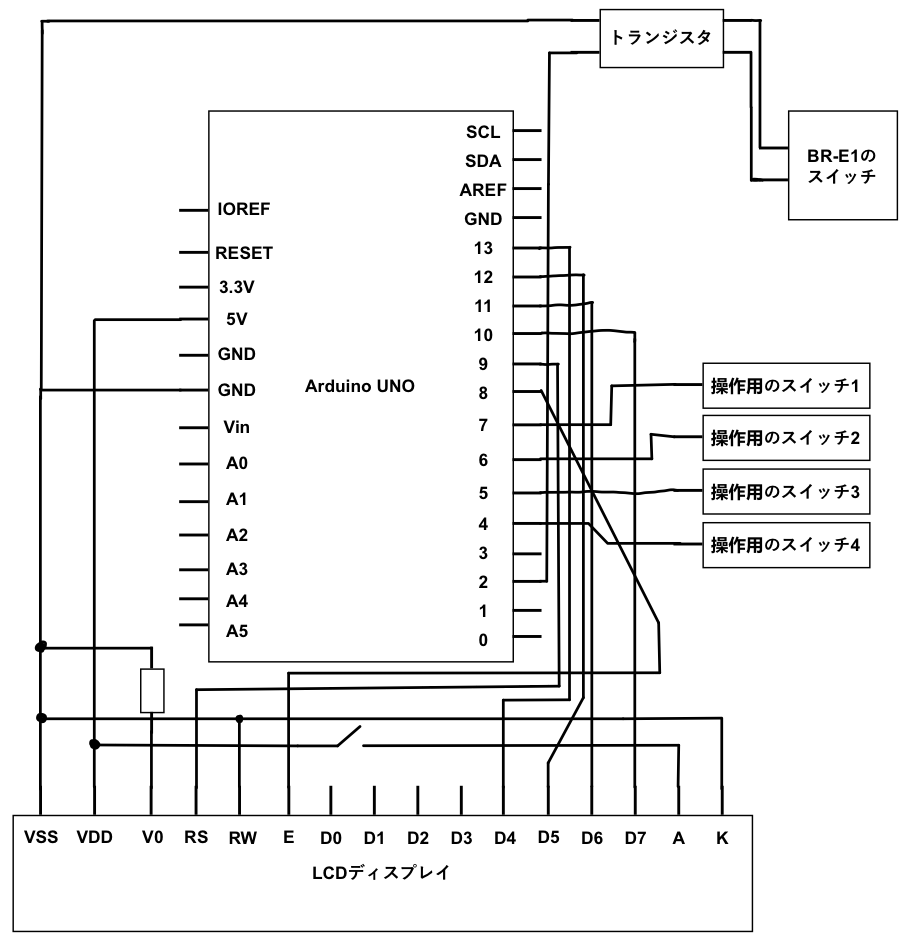 トランジスタ
BR-E1の
スイッチ
SCL
SDA
AREF
GND
13
12
11
10
9
8
7
6
5
4
3
2
1
0
IOREF
RESET
3.3V
5V
GND
GND
Vin
A0
A1
A2
A3
A4
A5
Arduino UNO
操作用のスイッチ1
操作用のスイッチ2
操作用のスイッチ3
操作用のスイッチ4
VSS VDD V0 RS RW E D0 D1 D2 D3 D4 D5 D6 D7 A K
LCDディスプレイ